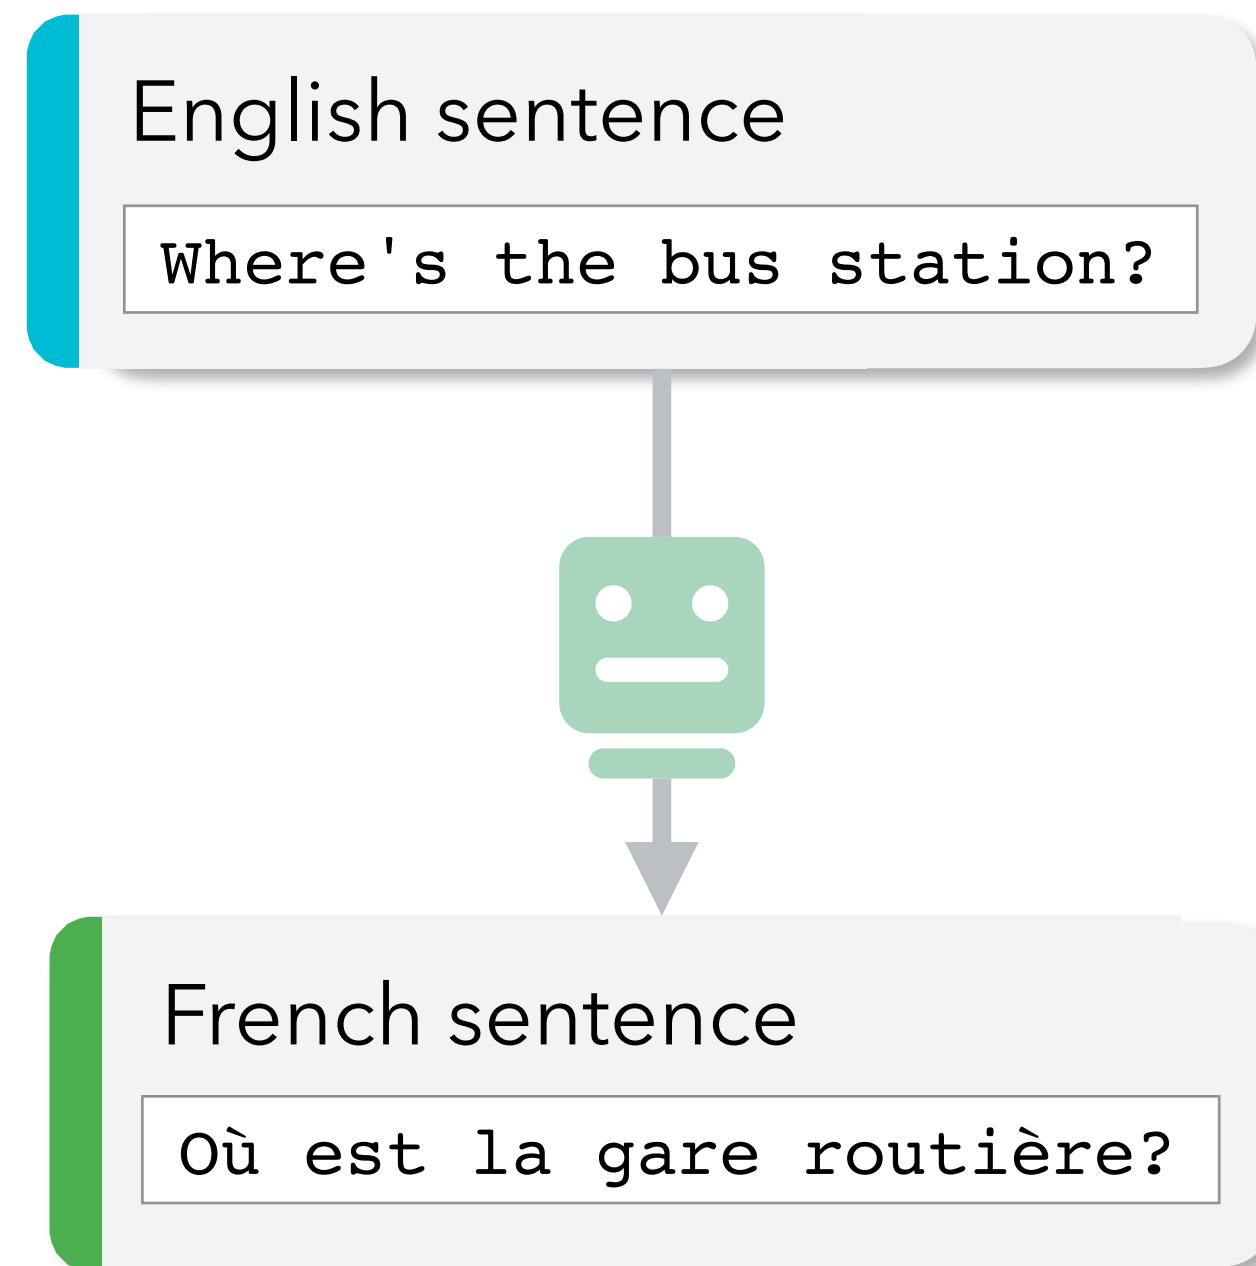 English sentence
Where's the bus station?
French sentence
Où est la gare routière?